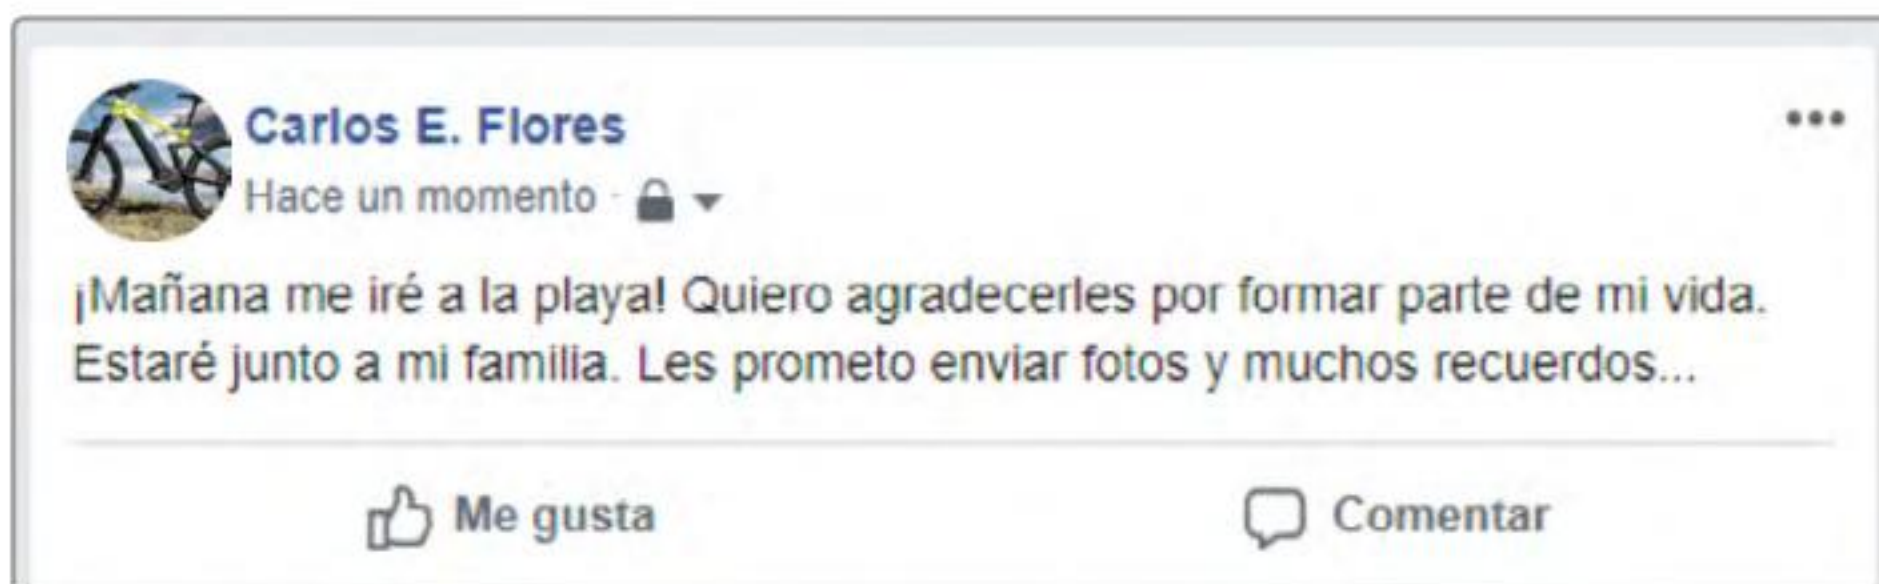 Carlos E. Flores
Hace un momento ·
¡Mañana me iré a la playa! Quiero agradecerles por formar parte de mi vida.
Estaré junto a mi familia. Les prometo enviar fotos y muchos recuerdos...
Me gusta
Comentar